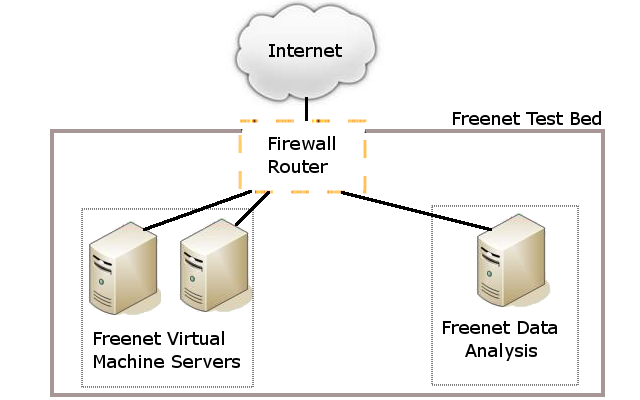 Internet
Freenet Test Bed
Firewall
Router
Freenet Virtual
Machine Servers
Freenet Data
Analysis